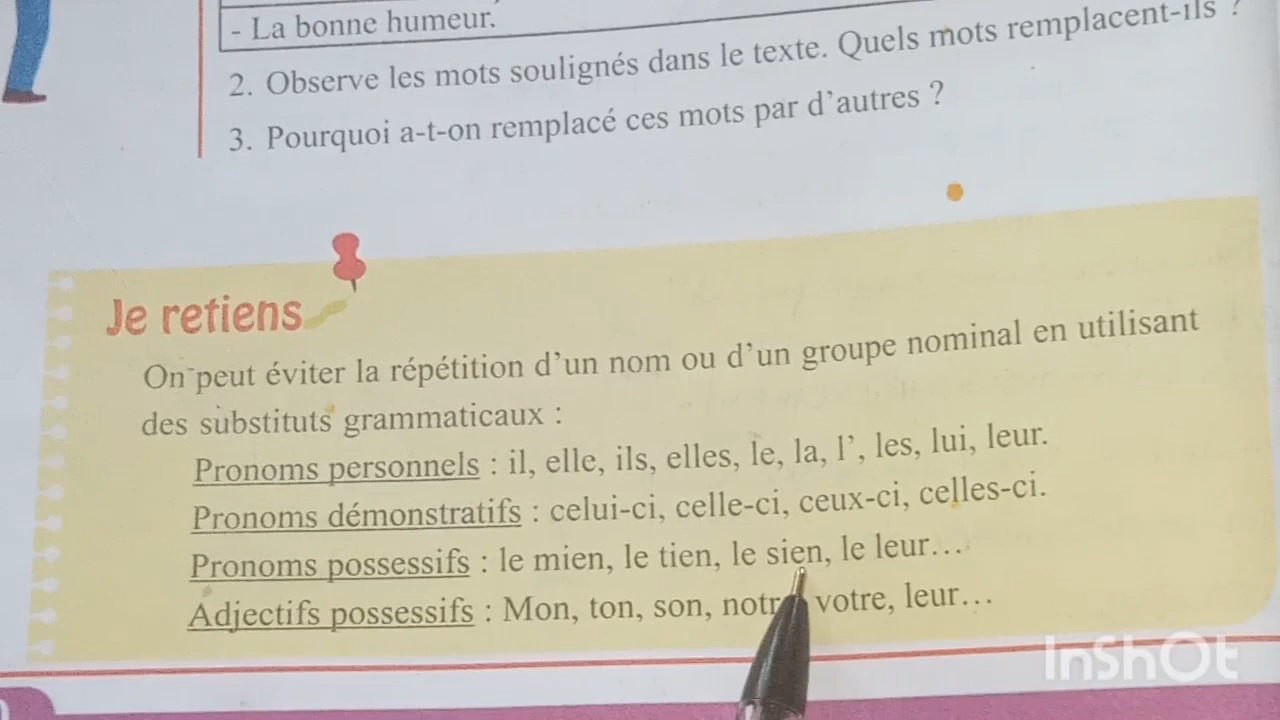 - La bonne humeur.
2. Observe les mots soulignés dans le texte. Quels mots remplacent-ils ?
3. Pourquoi a-t-on remplacé ces mots par d'autres ?
Je retiens
On peut éviter la répétition d'un nom ou d'un groupe nominal en utilisant
des substituts grammaticaux :
Pronoms personnels : il, elle, ils, elles, le, la, l', les, lui, leur.
Pronoms démonstratifs : celui-ci, celle-ci, ceux-ci, celles-ci.
Pronoms possessifs : le mien, le tien, le sien, le leur...
Adjectifs possessifs : Mon, ton, son, notr votre, leur...
InShOt